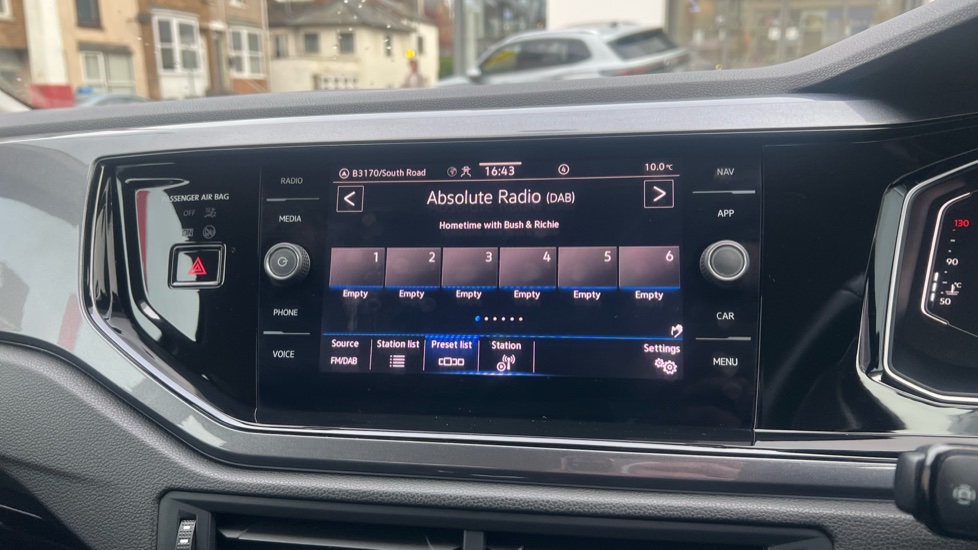 SSENGER AIR BAG
OFF
ON
RADIO
MEDIA
PHONE
VOICE
B3170/South Road
16:43
10.0°C
<
Absolute Radio (DAB)
>
Hometime with Bush & Richie
1 2 3 4 5 6
Empty Empty Empty Empty Empty Empty
Source Station list Preset list Station Settings
FM/DAB
NAV
APP
CAR
MENU
130
90
°C
50